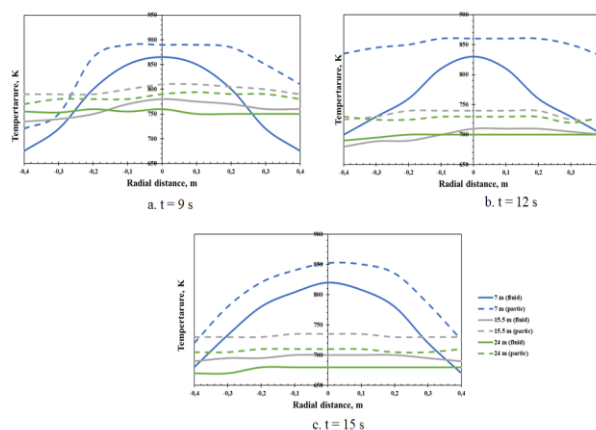 950
900
850
800
750
700
650
-0,4 -0,3 -0,2 -0,1 0 0,1 0,2 0,3 0,4
Tempertarure, K
Radial distance, m
a. t = 9 s
900
850
800
750
700
650
-0,4 -0,3 -0,2 -0,1 0 0,1 0,2 0,3
Tempertarure, K
Radial distance, m
b. t = 12 s
900
850
800
750
700
650
-0,4 -0,3 -0,2 -0,1 0 0,1 0,2 0,3 0,4
Tempertarure, K
Radial distance, m
7 m (fluid)
7 m (partic)
15.5 m (fluid)
15.5 m (partic)
24 m (fluid)
24 m (partic)
c. t = 15 s